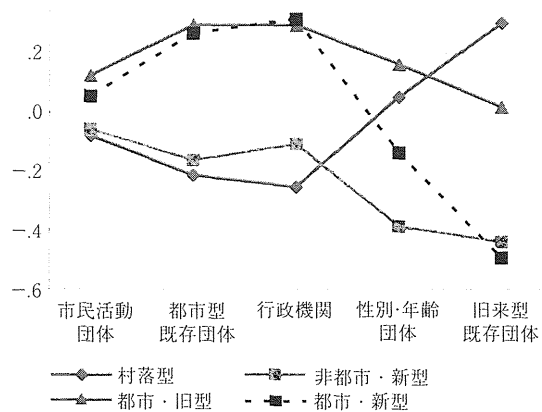 .2
.0
-.2
-.4
-.6
市民活動 都市型 行政機関 性別・年齢 旧来型
団体 既存団体 団体 既存団体
村落型 非都市・新型
都市・旧型 都市・新型